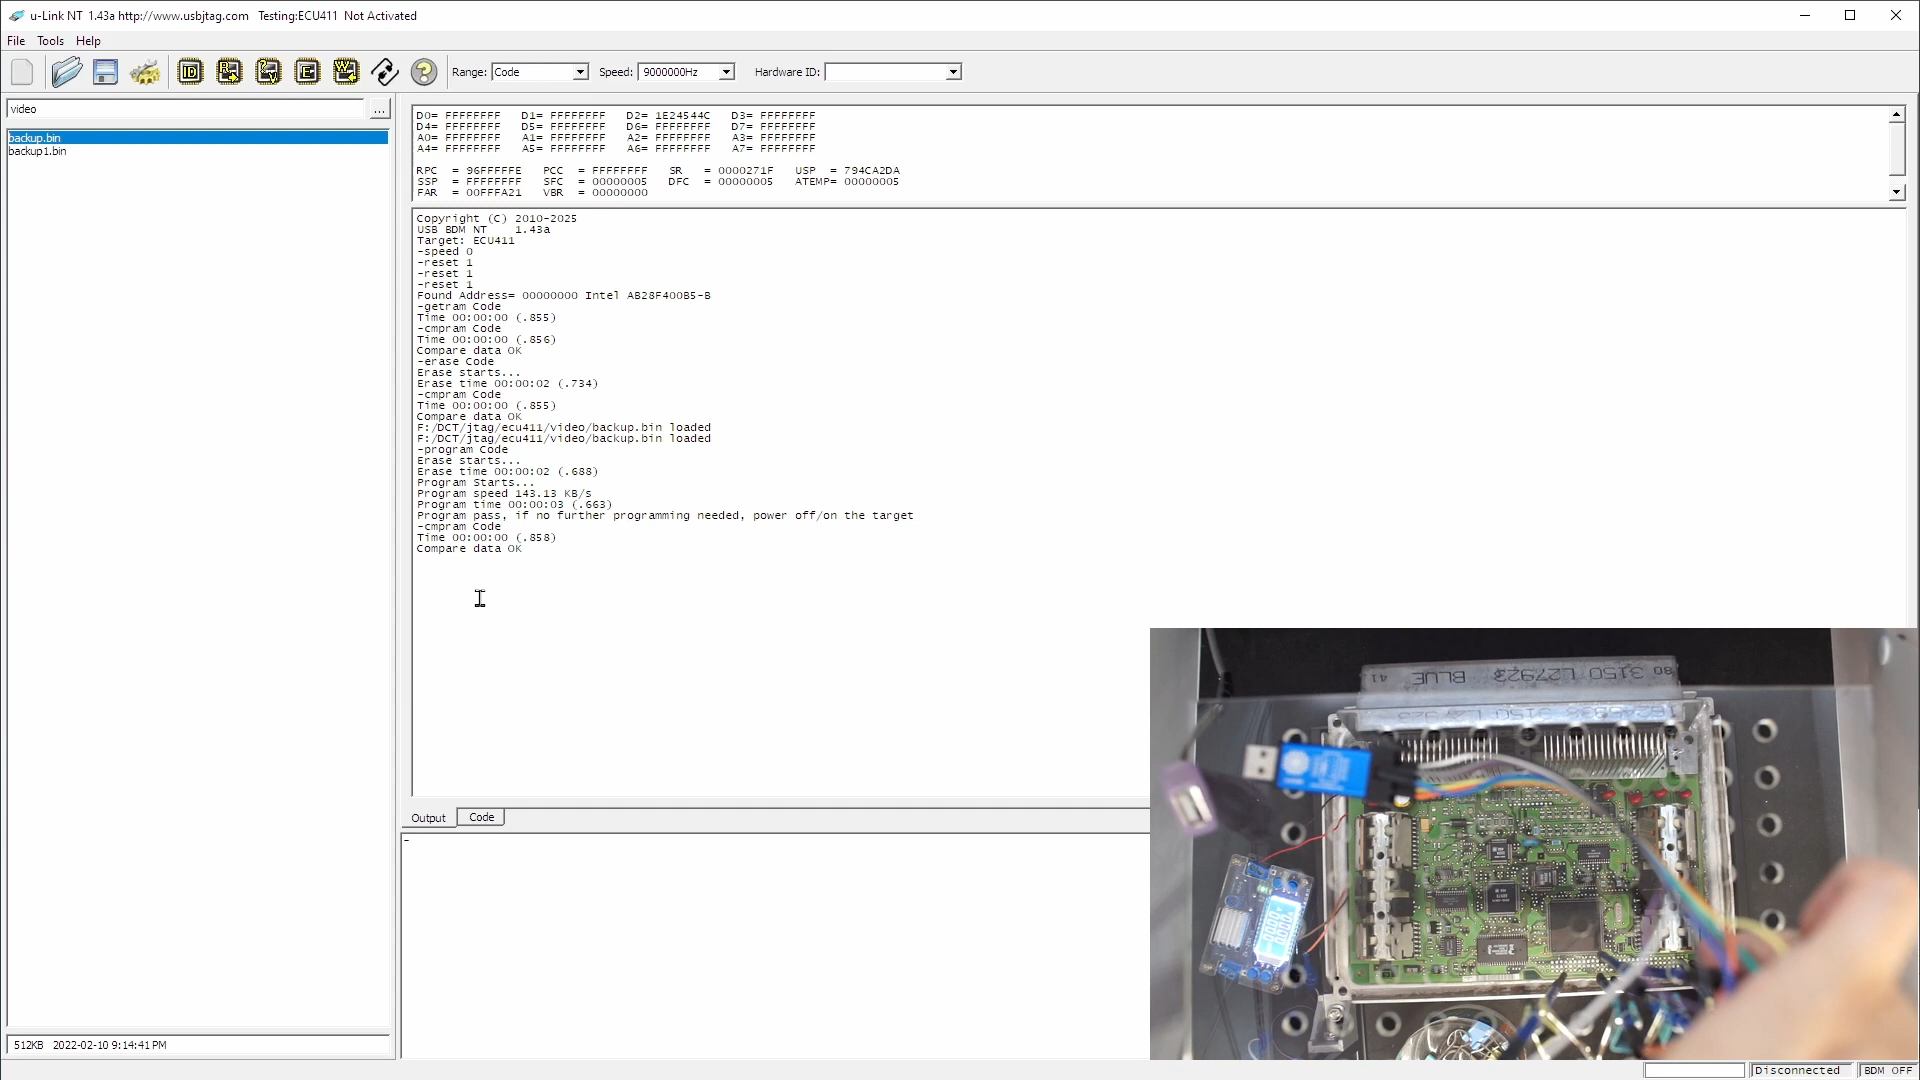 u-Link NT 1.43a http://www.usbjtag.com Testing:ECU411 Not Activated
File Tools Help
ID R V E W ? Range: Code Speed: 9000000Hz Hardware ID:
video ...
backup.bin
backup1.bin
D0= FFFFFFFF D1= FFFFFFFF D2= 1E24544C D3= FFFFFFFF
D4= FFFFFFFF D5= FFFFFFFF D6= FFFFFFFF D7= FFFFFFFF
A0= FFFFFFFF A1= FFFFFFFF A2= FFFFFFFF A3= FFFFFFFF
A4= FFFFFFFF A5= FFFFFFFF A6= FFFFFFFF A7= FFFFFFFF
RPC = 96FFFFFE PCC = FFFFFFFF SR = 0000271F USP = 794CA2DA
SSP = FFFFFFFF SFC = 00000005 DFC = 00000005 ATEMP= 00000005
FAR = 00FFFA21 VBR = 00000000
Copyright (C) 2010-2025
USB BDM NT 1.43a
Target: ECU411
-speed 0
-reset 1
-reset 1
-reset 1
Found Address= 00000000 Intel AB28F400B5-B
-getram Code
Time 00:00:00 (.855)
-cmpram Code
Time 00:00:00 (.856)
Compare data OK
-erase Code
Erase starts...
Erase time 00:00:02 (.734)
-cmpram Code
Time 00:00:00 (.855)
Compare data OK
F:/DCT/jtag/ecu411/video/backup.bin loaded
F:/DCT/jtag/ecu411/video/backup.bin loaded
-program Code
Erase starts...
Erase time 00:00:02 (.688)
Program Starts...
Program speed 143.13 KB/s
Program time 00:00:03 (.663)
Program pass, if no further programming needed, power off/on the target
-cmpram Code
Time 00:00:00 (.858)
Compare data OK
Output Code
-
512KB 2022-02-10 9:14:41 PM
80 3150 L27923 BLUE 41
Disconnected BDM OFF